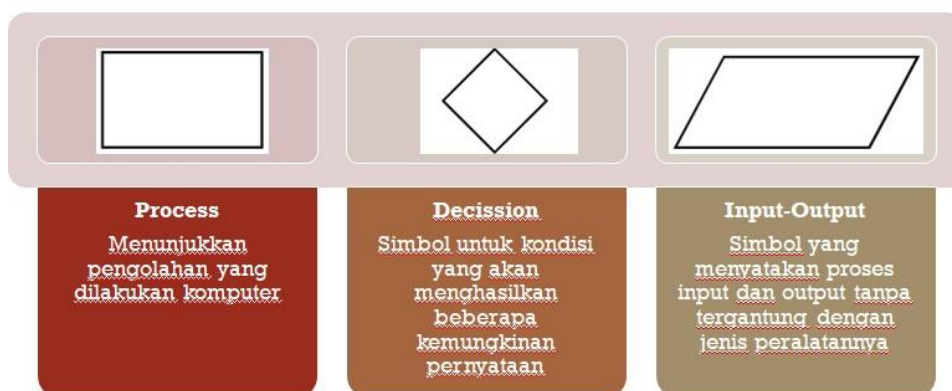 Process
Menunjukkan
pengolahan yang
dilakukan komputer
Decission
Simbol untuk kondisi
yang akan
menghasilkan
beberapa
kemungkinan
pernyataan
Input-Output
Simbol yang
menyatakan proses
input dan output tanpa
tergantung dengan
jenis peralatannya